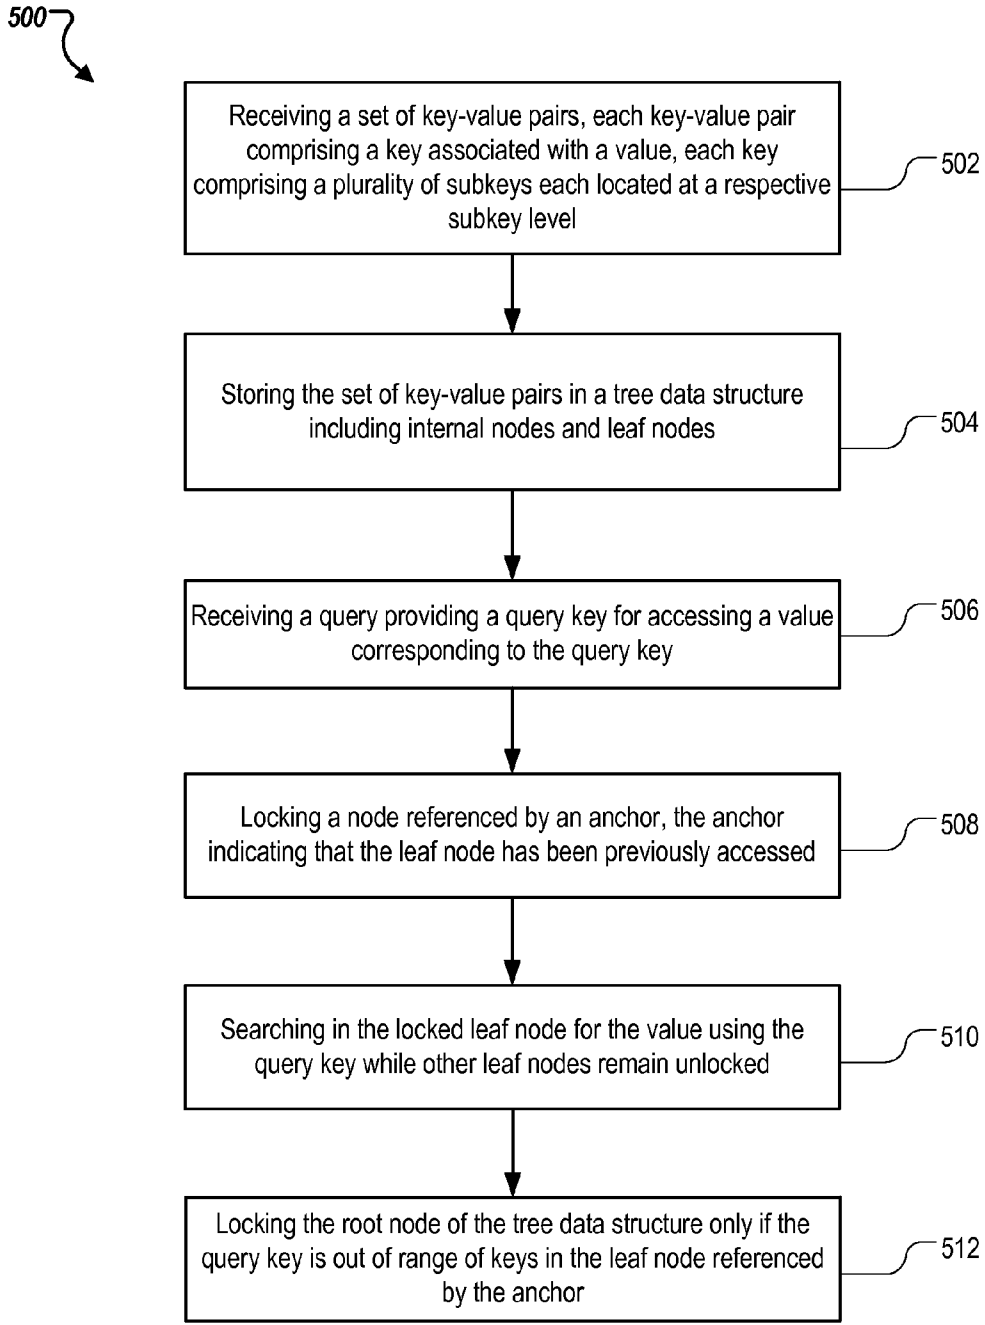 500
Receiving a set of key-value pairs, each key-value pair
comprising a key associated with a value, each key
comprising a plurality of subkeys each located at a respective
subkey level
502
Storing the set of key-value pairs in a tree data structure
including internal nodes and leaf nodes
504
Receiving a query providing a query key for accessing a value
corresponding to the query key
506
Locking a node referenced by an anchor, the anchor
indicating that the leaf node has been previously accessed
508
Searching in the locked leaf node for the value using the
query key while other leaf nodes remain unlocked
510
Locking the root node of the tree data structure only if the
query key is out of range of keys in the leaf node referenced
by the anchor
512